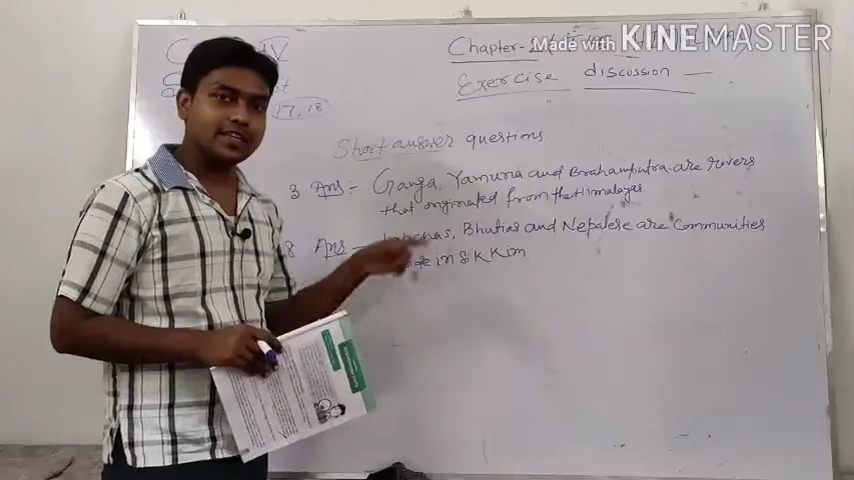 Chapter-
Made with KINEMASTER
Exercise discussion —
17, 18
Short answer questions.
3 Ans:- Ganga, Yamuna and Brahamputra are rivers
that originated from the Himalayas
8 Ans — Bhutias and Nepalese are Communities
in Sikkim